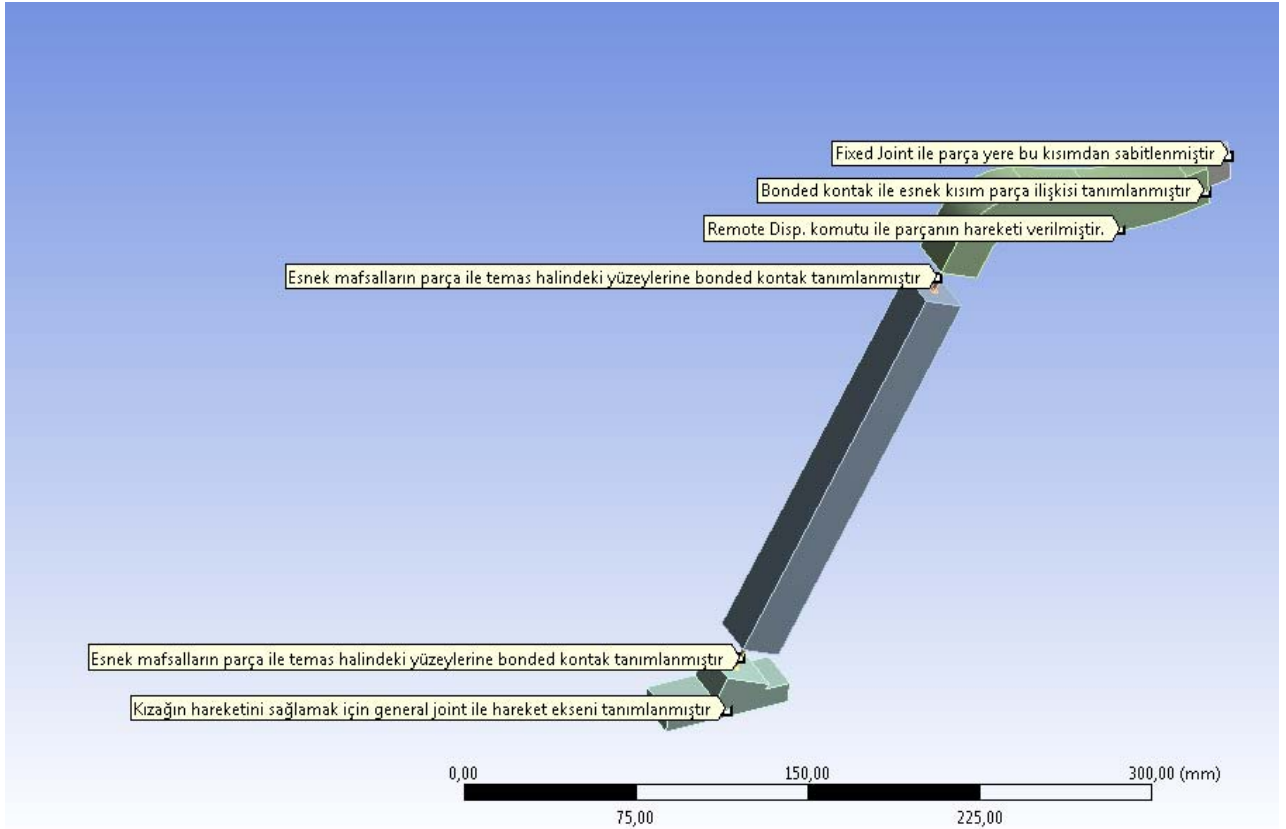 Fixed Joint ile parça yere bu kısımdan sabitlenmiştir
Bonded kontak ile esnek kısım parça ilişkisi tanımlanmıştır
Remote Disp. komutu ile parçanın hareketi verilmiştir.
Esnek mafsalların parça ile temas halindeki yüzeylerine bonded kontak tanımlanmıştır
Esnek mafsalların parça ile temas halindeki yüzeylerine bonded kontak tanımlanmıştır
Kızağın hareketini sağlamak için general joint ile hareket ekseni tanımlanmıştır
0,00 150,00 300,00 (mm)
75,00 225,00